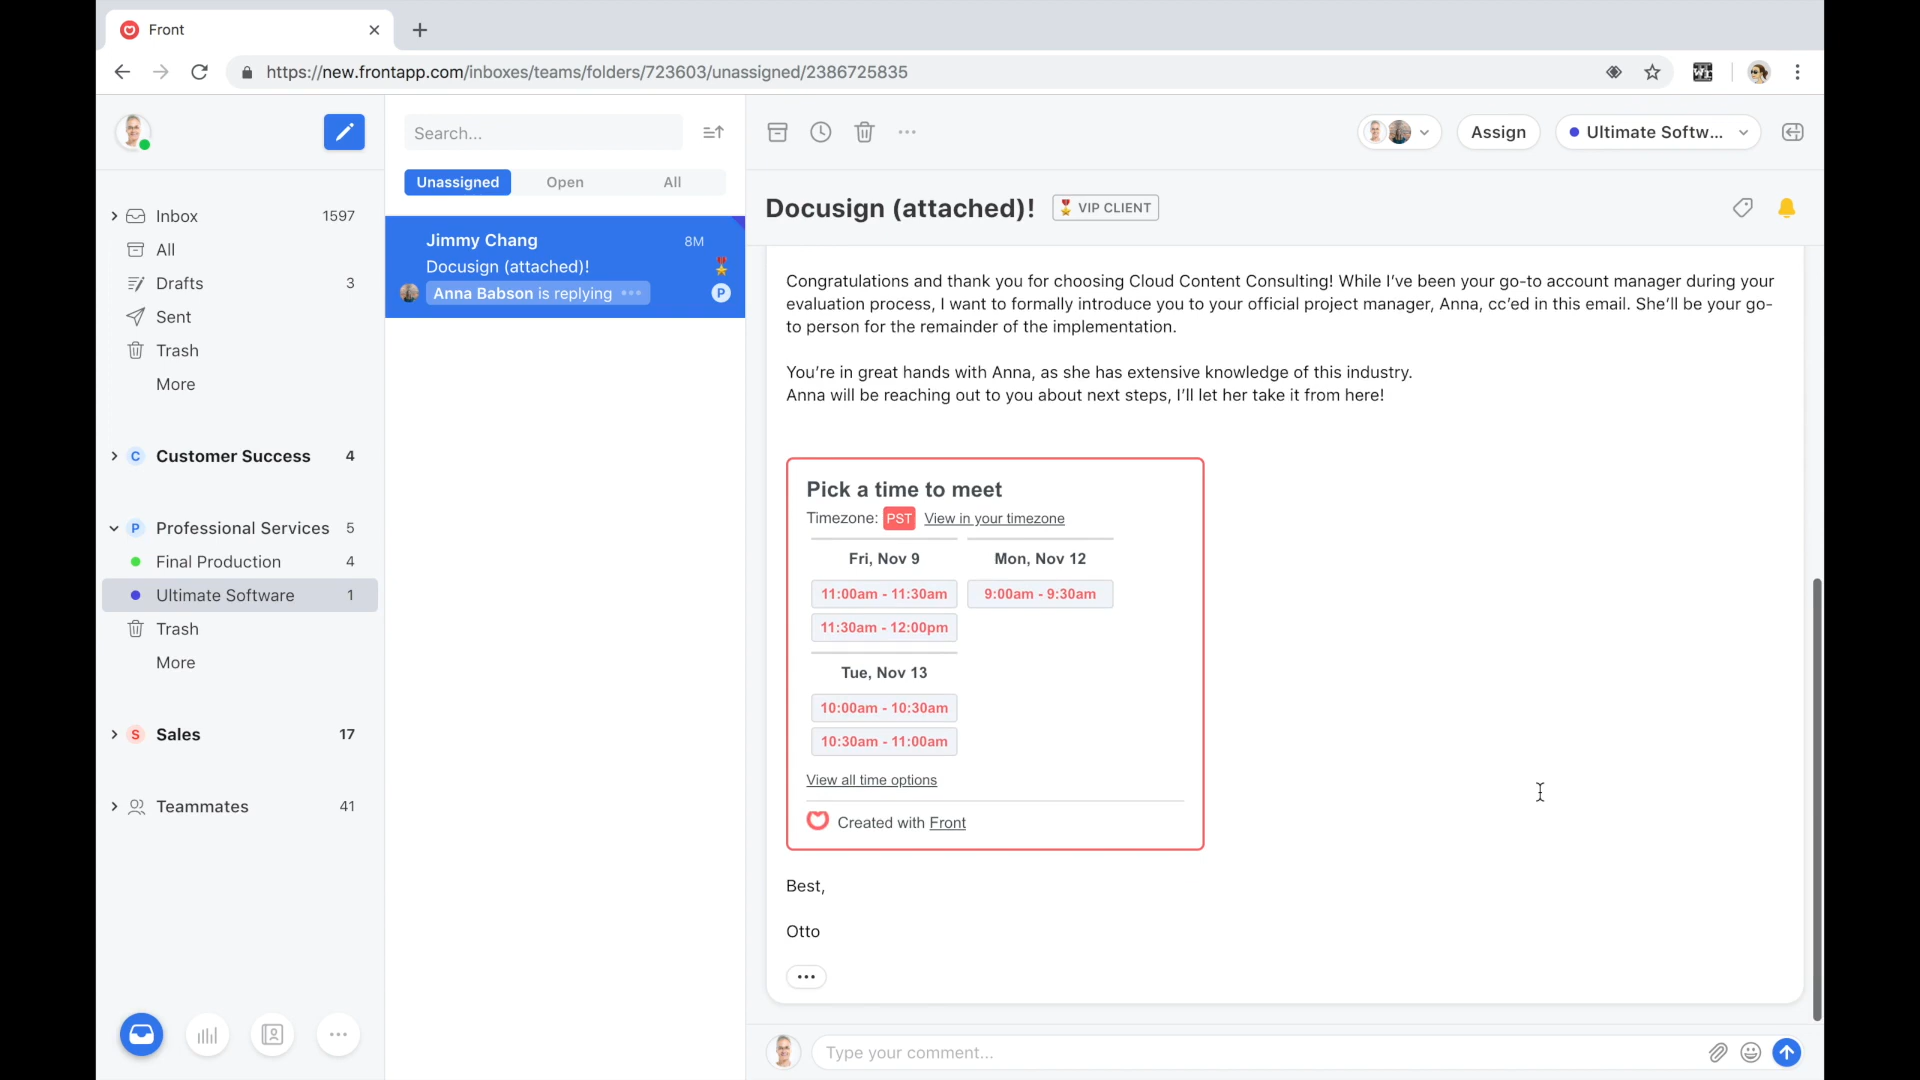 Front
https://new.frontapp.com/inboxes/teams/folders/723603/unassigned/2386725835
Inbox 1597
All
Drafts 3
Sent
Trash
More
C Customer Success 4
P Professional Services 5
Final Production 4
Ultimate Software 1
Trash
More
S Sales 17
Teammates 41
Search...
Unassigned Open All
Jimmy Chang 8M
Docusign (attached)!
Anna Babson is replying P
Assign
Ultimate Softw...
Docusign (attached)! VIP CLIENT
Congratulations and thank you for choosing Cloud Content Consulting! While I’ve been your go-to account manager during your
evaluation process, I want to formally introduce you to your official project manager, Anna, cc’ed in this email. She’ll be your go-
to person for the remainder of the implementation.
You’re in great hands with Anna, as she has extensive knowledge of this industry.
Anna will be reaching out to you about next steps, I’ll let her take it from here!
Pick a time to meet
Timezone: PST View in your timezone
Fri, Nov 9 Mon, Nov 12
11:00am - 11:30am 9:00am - 9:30am
11:30am - 12:00pm
Tue, Nov 13
10:00am - 10:30am
10:30am - 11:00am
View all time options
Created with Front
Best,
Otto
Type your comment...